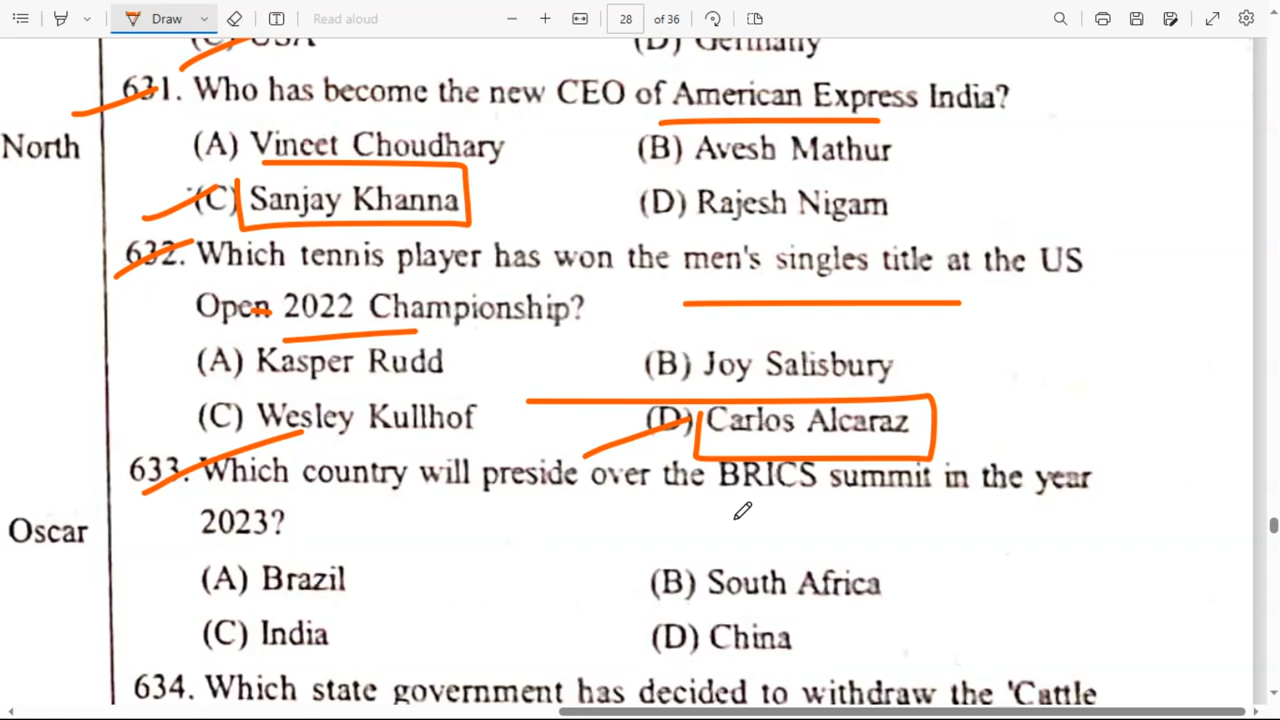 Draw
Read aloud
28 of 36
(C) USA (D) Germany
631. Who has become the new CEO of American Express India?
(A) Vineet Choudhary (B) Avesh Mathur
North
(C) Sanjay Khanna (D) Rajesh Nigam
632. Which tennis player has won the men's singles title at the US
Open 2022 Championship?
(A) Kasper Rudd (B) Joy Salisbury
(C) Wesley Kullhof (D) Carlos Alcaraz
633. Which country will preside over the BRICS summit in the year
2023?
Oscar
(A) Brazil (B) South Africa
(C) India (D) China
634. Which state government has decided to withdraw the 'Cattle